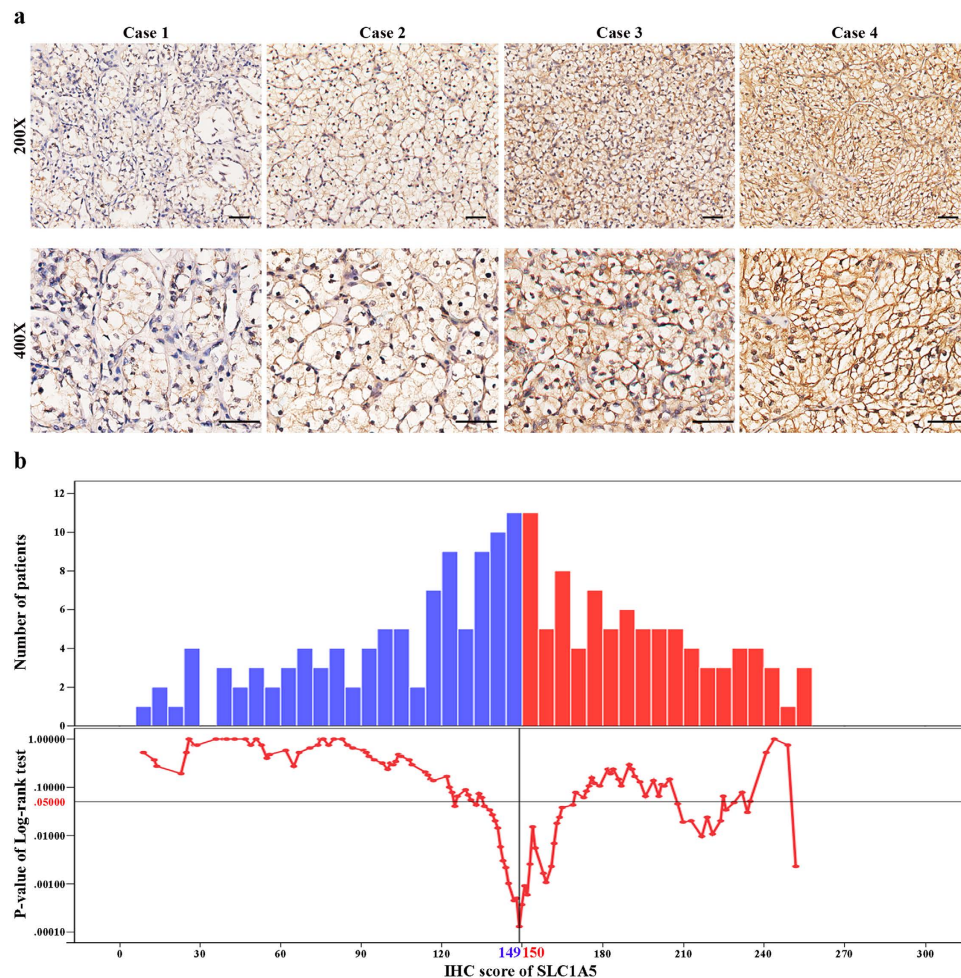 a
Case 1 Case 2 Case 3 Case 4
200X
400X
b
Number of patients
12
10
8
6
4
2
0
P-value of Log-rank test
1.00000
.10000
.05000
.01000
.00100
.00010
0 30 60 90 120 149 150 180 210 240 270 300
IHC score of SLC1A5